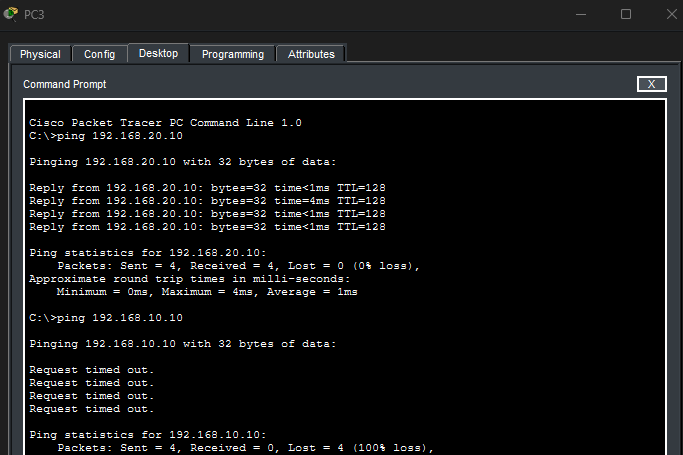 PC3
Physical Config Desktop Programming Attributes
Command Prompt X
Cisco Packet Tracer PC Command Line 1.0
C:\>ping 192.168.20.10
Pinging 192.168.20.10 with 32 bytes of data:
Reply from 192.168.20.10: bytes=32 time<1ms TTL=128
Reply from 192.168.20.10: bytes=32 time=4ms TTL=128
Reply from 192.168.20.10: bytes=32 time<1ms TTL=128
Reply from 192.168.20.10: bytes=32 time<1ms TTL=128
Ping statistics for 192.168.20.10:
Packets: Sent = 4, Received = 4, Lost = 0 (0% loss),
Approximate round trip times in milli-seconds:
Minimum = 0ms, Maximum = 4ms, Average = 1ms
C:\>ping 192.168.10.10
Pinging 192.168.10.10 with 32 bytes of data:
Request timed out.
Request timed out.
Request timed out.
Request timed out.
Ping statistics for 192.168.10.10:
Packets: Sent = 4, Received = 0, Lost = 4 (100% loss),